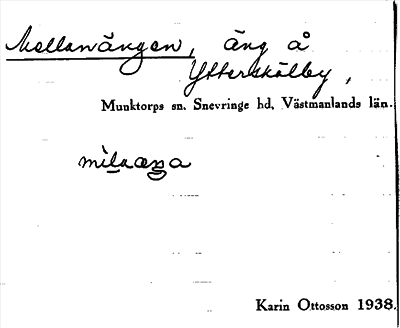 Mellanängen, äng å
Ytterskälby,
Munktorps sn. Snevringe hd. Västmanlands län.
Karin Ottosson 1938.